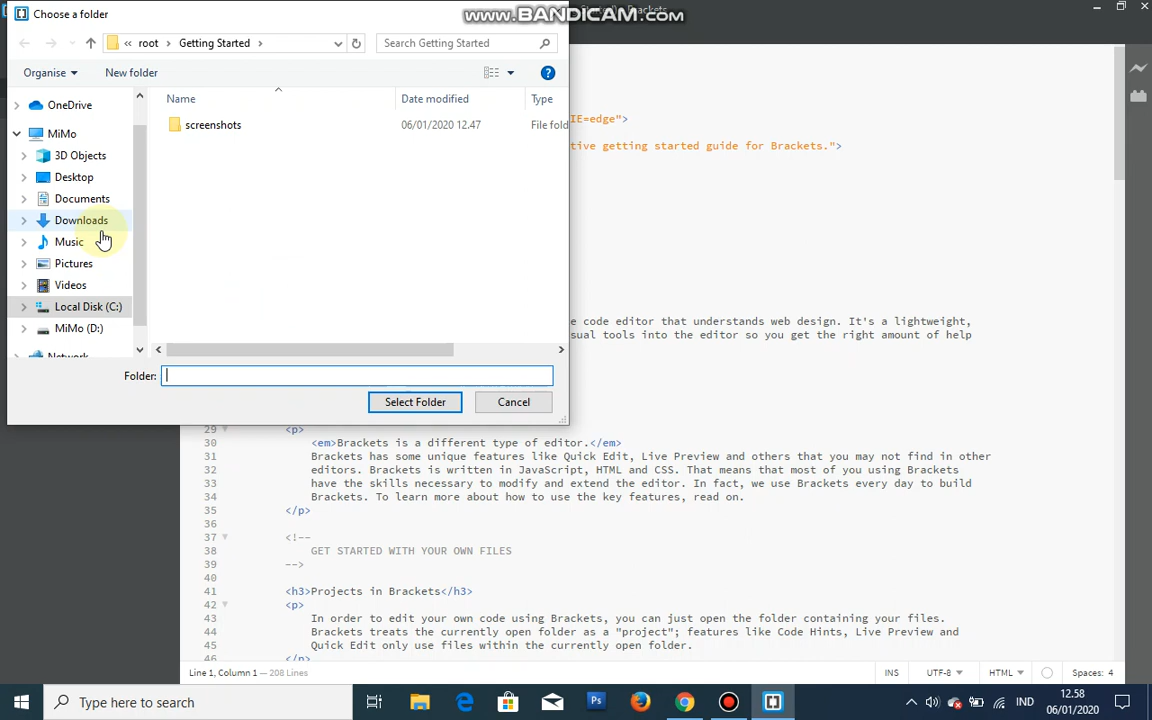 Choose a folder
www.BANDICAM.com
root
Getting Started
Search Getting Started
Organise
New folder
Name
Date modified
Type
OneDrive
screenshots
06/01/2020 12.47
File fold
IE=edge">
MiMo
tive getting started guide for Brackets.">
3D Objects
Desktop
Documents
Downloads
Music
Pictures
Videos
Local Disk (C:)
e code editor that understands web design. It's a lightweight,
MiMo (D:)
sual tools into the editor so you get the right amount of help
Network
Folder:
Select Folder
Cancel
29 <p>
30 <em>Brackets is a different type of editor.</em>
31 Brackets has some unique features like Quick Edit, Live Preview and others that you may not find in other
32 editors. Brackets is written in JavaScript, HTML and CSS. That means that most of you using Brackets
33 have the skills necessary to modify and extend the editor. In fact, we use Brackets every day to build
34 Brackets. To learn more about how to use the key features, read on.
35 </p>
36
37 <!--
38 GET STARTED WITH YOUR OWN FILES
39 -->
40
41 <h3>Projects in Brackets</h3>
42 <p>
43 In order to edit your own code using Brackets, you can just open the folder containing your files.
44 Brackets treats the currently open folder as a "project"; features like Code Hints, Live Preview and
45 Quick Edit only use files within the currently open folder.
46 </p>
Line 1, Column 1 — 208 Lines
INS
UTF-8
HTML
Spaces: 4
Type here to search
IND
12.58
06/01/2020